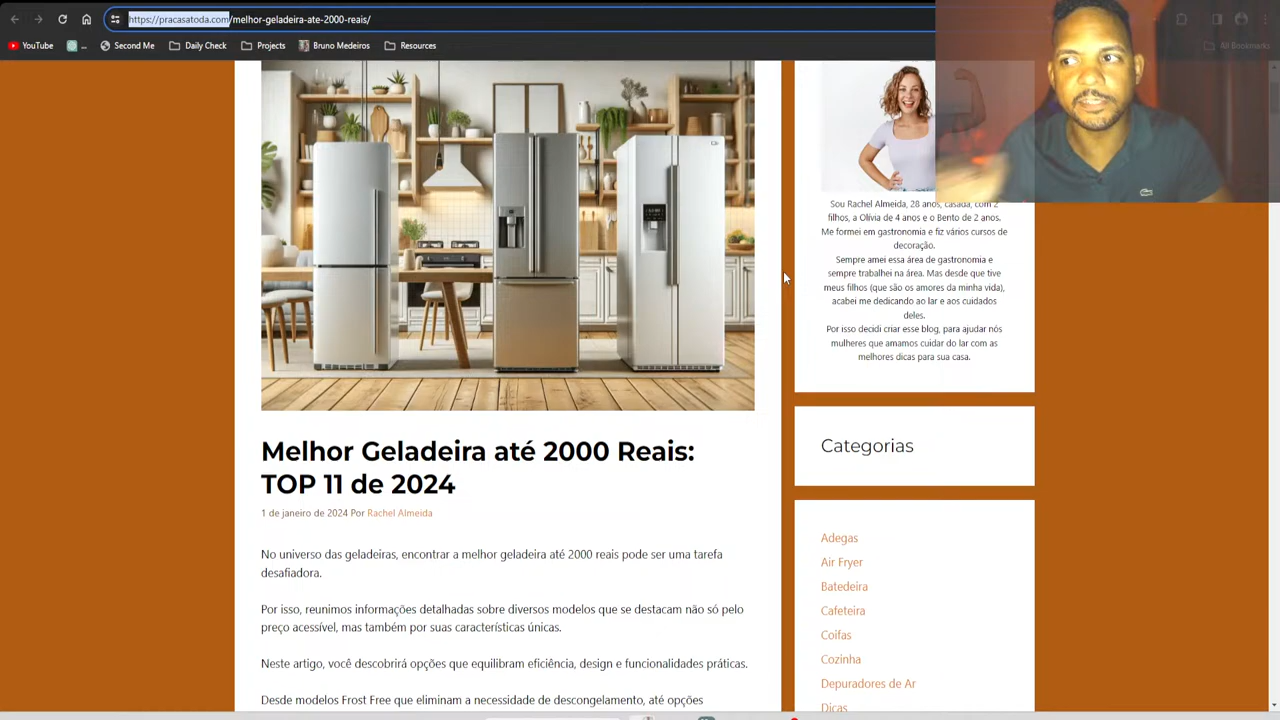 https://pracasatoda.com/melhor-geladeira-ate-2000-reais/
YouTube
...
Second Me
Daily Check
Projects
Bruno Medeiros
Resources
All Bookmarks
Melhor Geladeira até 2000 Reais:
TOP 11 de 2024
1 de janeiro de 2024 Por Rachel Almeida
No universo das geladeiras, encontrar a melhor geladeira até 2000 reais pode ser uma tarefa
desafiadora.
Por isso, reunimos informações detalhadas sobre diversos modelos que se destacam não só pelo
preço acessível, mas também por suas características únicas.
Neste artigo, você descobrirá opções que equilibram eficiência, design e funcionalidades práticas.
Desde modelos Frost Free que eliminam a necessidade de descongelamento, até opções
Sou Rachel Almeida, 28 anos, casada, com 2
filhos, a Olívia de 4 anos e o Bento de 2 anos.
Me formei em gastronomia e fiz vários cursos de
decoração.
Sempre amei essa área de gastronomia e
sempre trabalhei na área. Mas desde que tive
meus filhos (que são os amores da minha vida),
acabei me dedicando ao lar e aos cuidados
deles.
Por isso decidi criar esse blog, para ajudar nós
mulheres que amamos cuidar do lar com as
melhores dicas para sua casa.
Categorias
Adegas
Air Fryer
Batedeira
Cafeteira
Coifas
Cozinha
Depuradores de Ar
Dicas